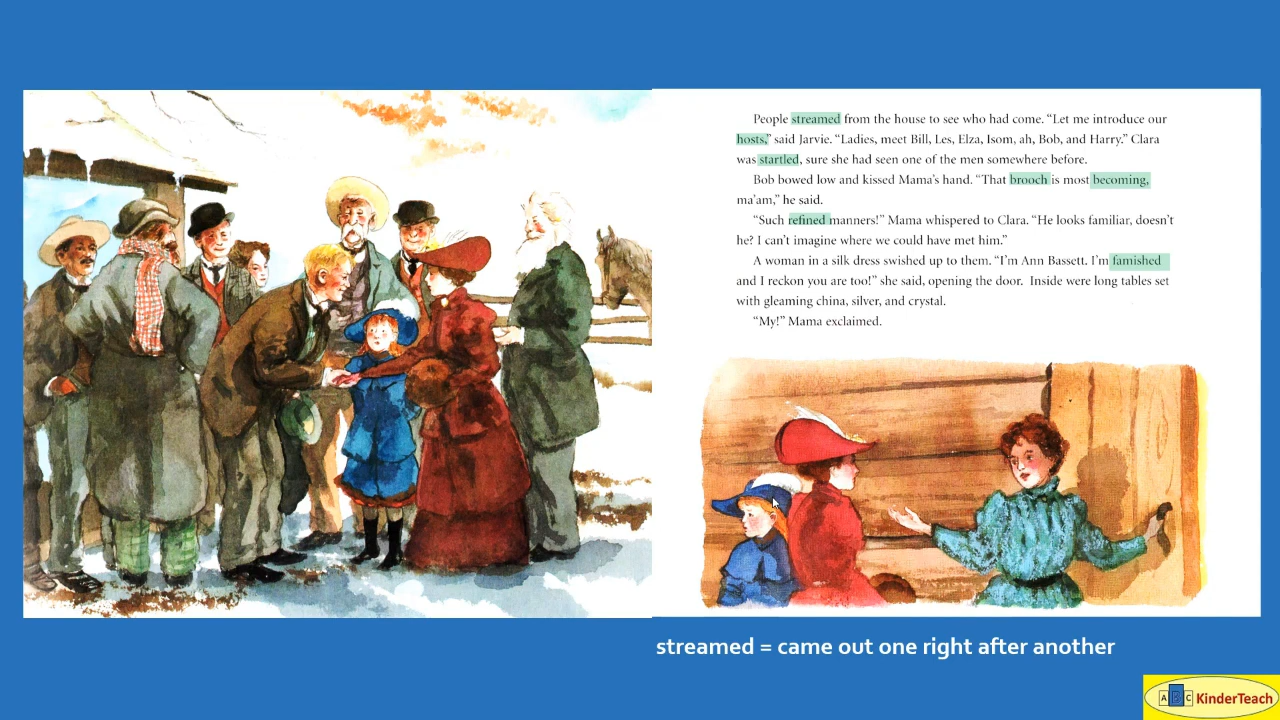 People streamed from the house to see who had come. “Let me introduce our
hosts,” said Jarvie. “Ladies, meet Bill, Les, Elza, Isom, ah, Bob, and Harry.” Clara
was startled, sure she had seen one of the men somewhere before.
Bob bowed low and kissed Mama’s hand. “That brooch is most becoming,
ma’am,” he said.
“Such refined manners!” Mama whispered to Clara. “He looks familiar, doesn’t
he? I can’t imagine where we could have met him.”
A woman in a silk dress swished up to them. “I’m Ann Bassett. I’m famished
and I reckon you are too!” she said, opening the door. Inside were long tables set
with gleaming china, silver, and crystal.
“My!” Mama exclaimed.
streamed = came out one right after another
ABC KinderTeach